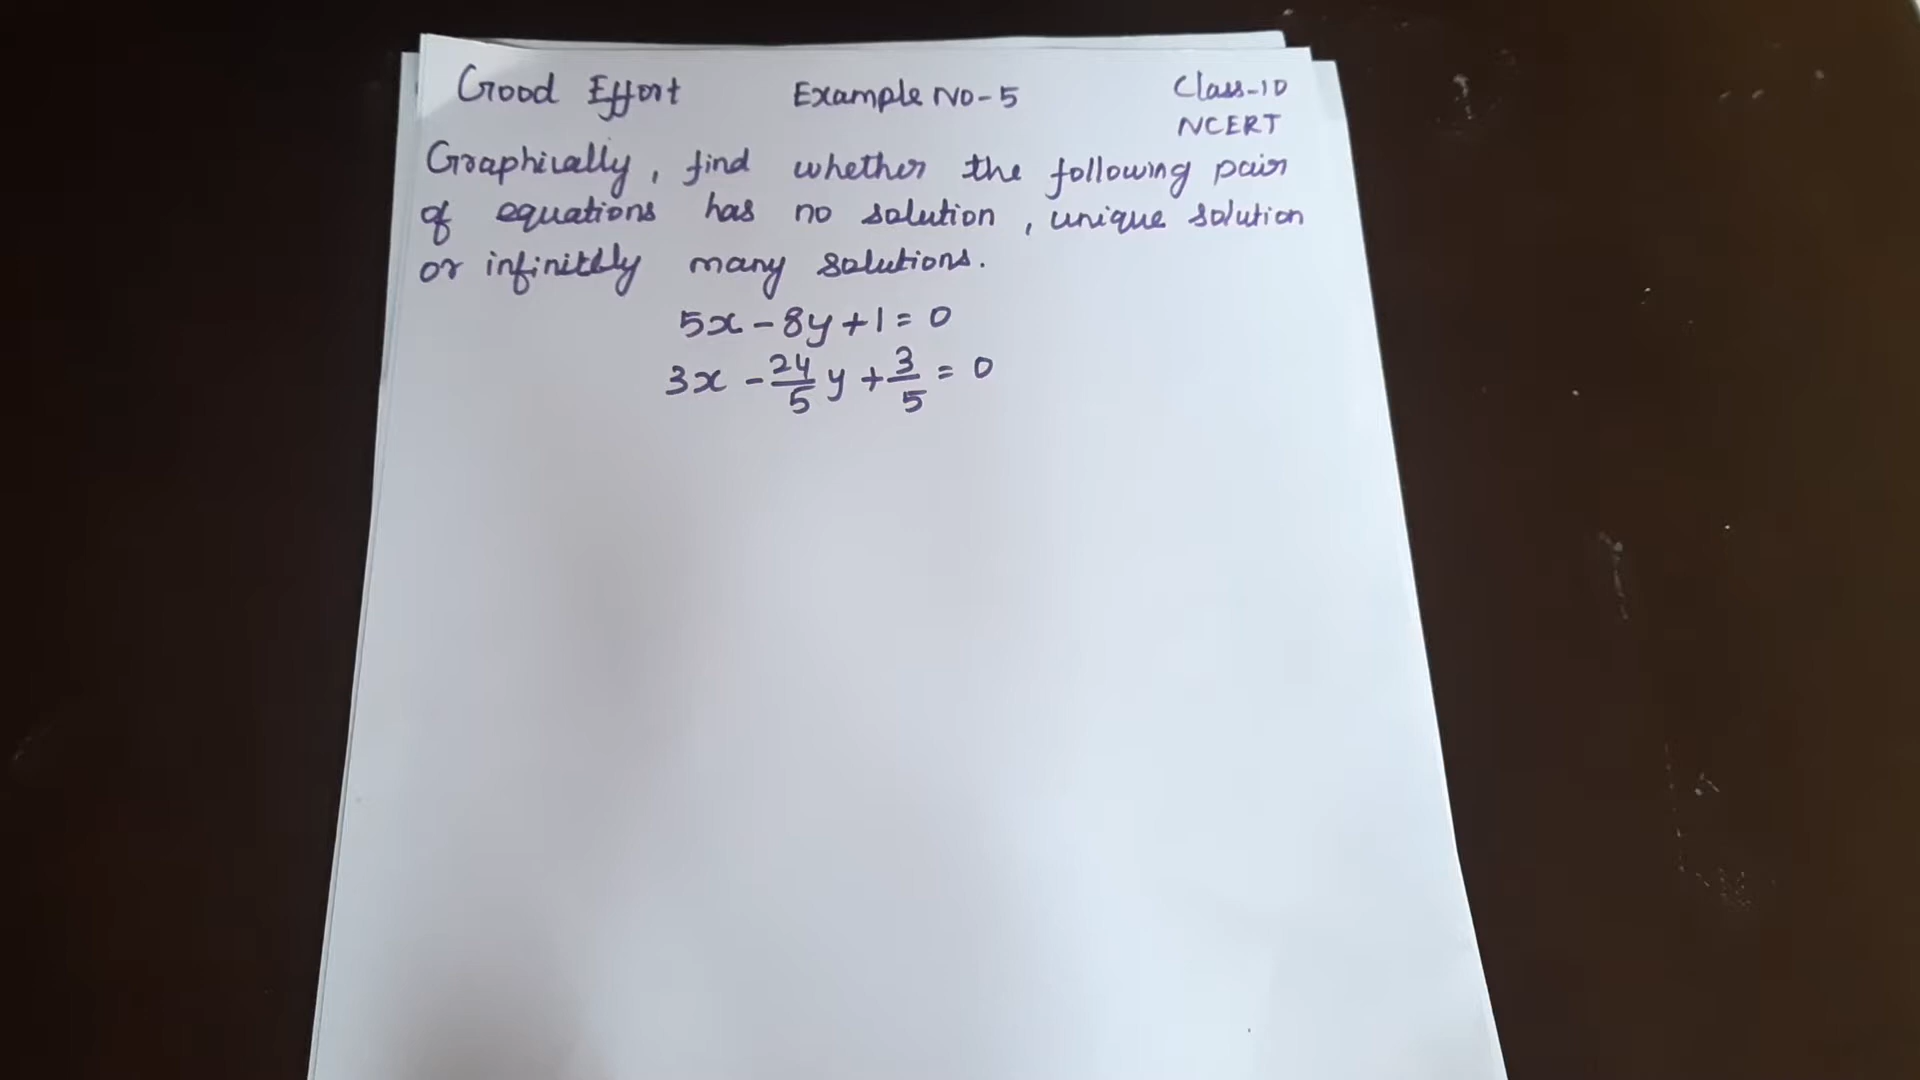 Good Effort Example No-5 Class-10
NCERT
Graphically, find whether the following pair
of equations has no solution, unique solution
or infinitely many solutions.
5x - 8y + 1 = 0
3x - 24/5 y + 3/5 = 0